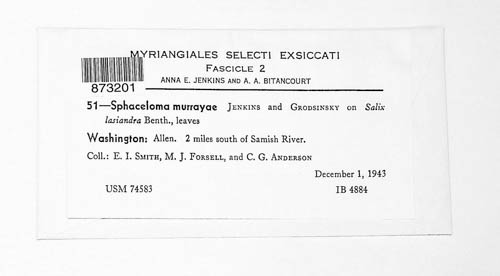 MYRIANGIALES SELECTI EXSICCATI
FASCICLE 2
ANNA E. JENKINS AND A. A. BITANCOURT
873201
51—Sphaceloma murrayae JENKINS and GRODSINSKY on Salix
lasiandra Benth., leaves
Washington: Allen. 2 miles south of Samish River.
Coll.: E. I. SMITH, M. J. FORSELL, and C. G. ANDERSON
December 1, 1943
USM 74583 IB 4884